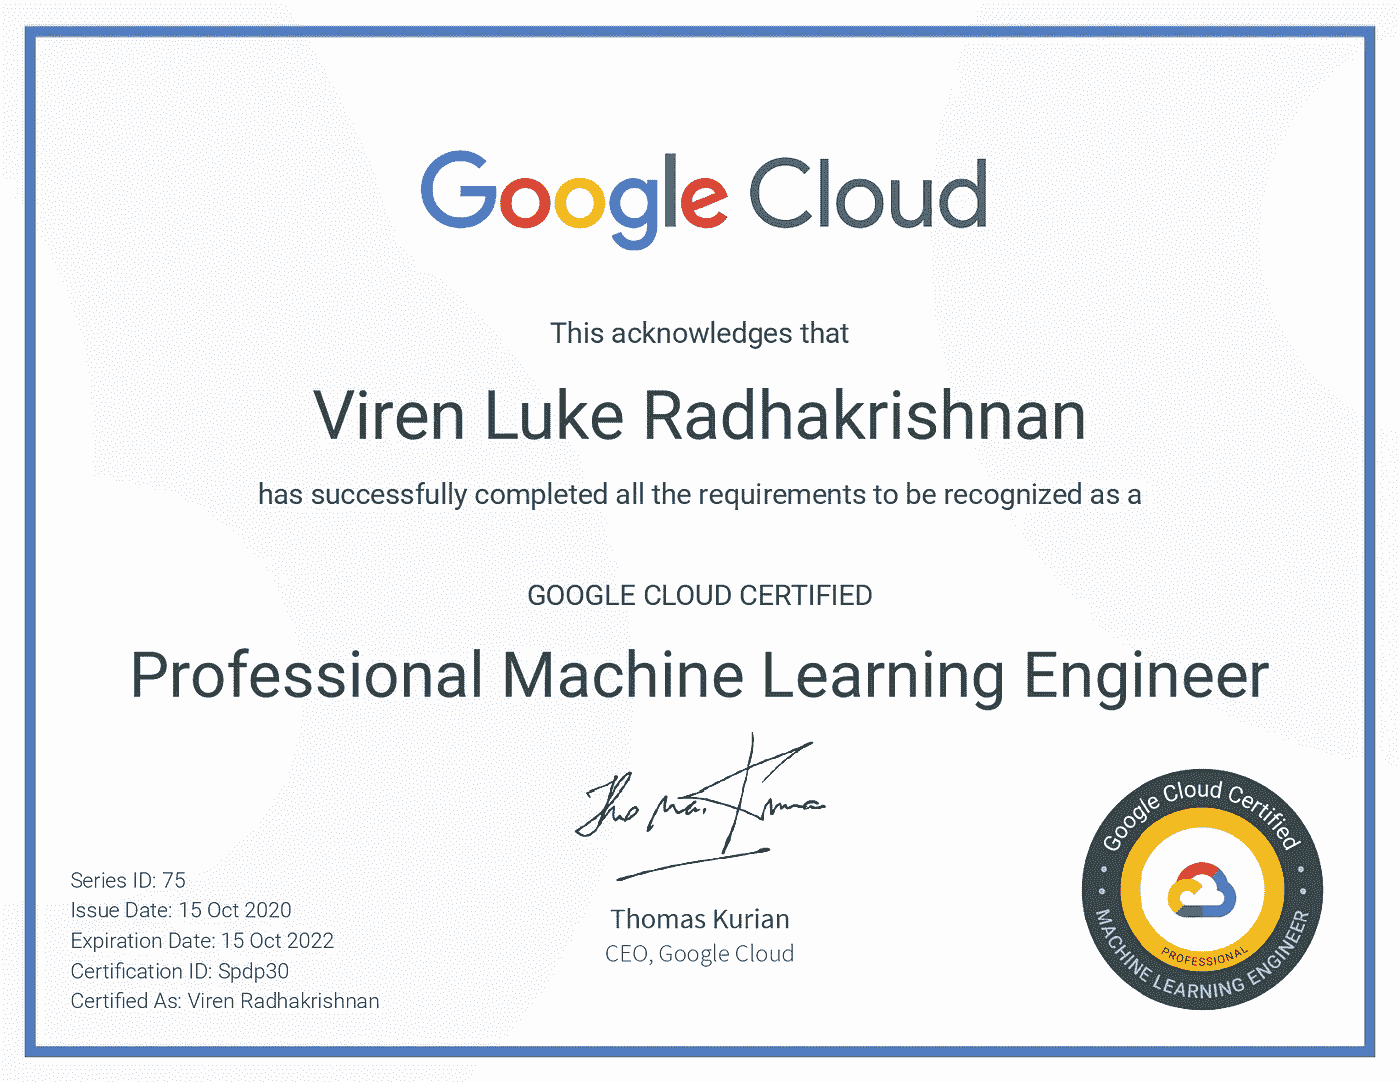 Google Cloud
This acknowledges that
Viren Luke Radhakrishnan
has successfully completed all the requirements to be recognized as a
GOOGLE CLOUD CERTIFIED
Professional Machine Learning Engineer
Thomas Kurian
Thomas Kurian
CEO, Google Cloud
Series ID: 75
Issue Date: 15 Oct 2020
Expiration Date: 15 Oct 2022
Certification ID: Spdp30
Certified As: Viren Radhakrishnan
Google Cloud Certified
PROFESSIONAL
MACHINE LEARNING ENGINEER